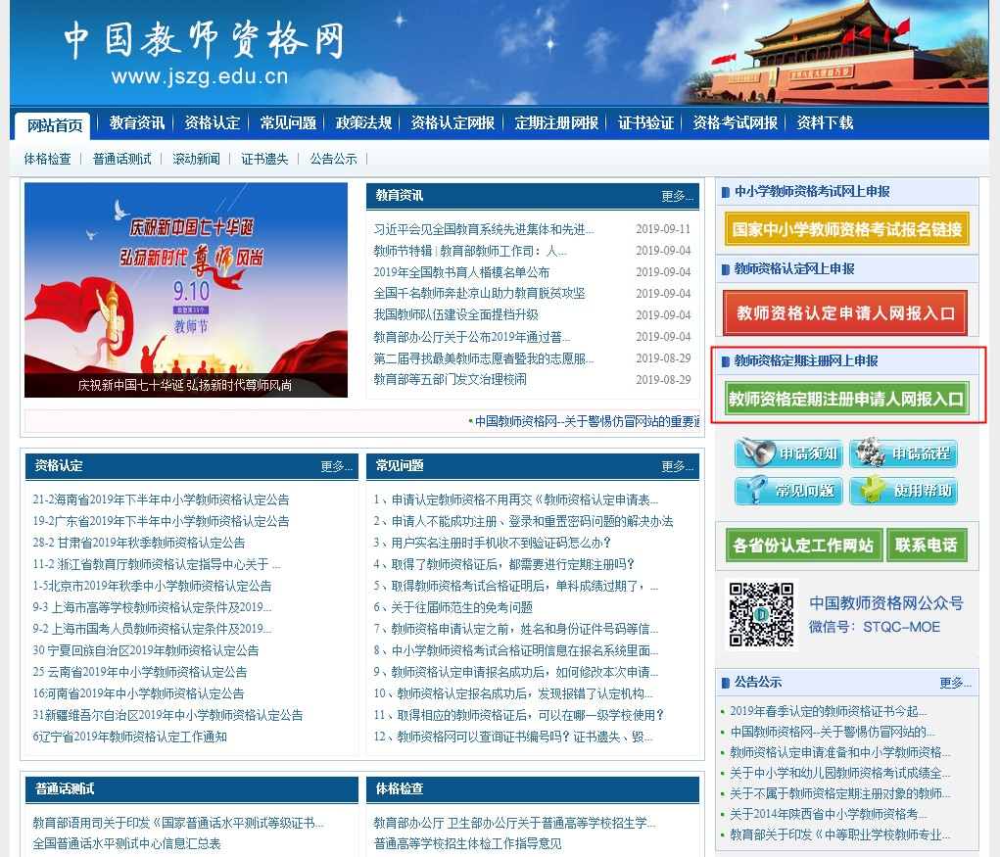 中国教师资格网
www.jszg.edu.cn
网站首页 教育资讯 资格认定 常见问题 政策法规 资格认定网报 定期注册网报 证书验证 资格考试网报 资料下载
体格检查 普通话测试 滚动新闻 证书遗失 公告公示
庆祝新中国七十华诞
弘扬新时代尊师风尚
9.10
教师节
庆祝新中国七十华诞 弘扬新时代尊师风尚
教育资讯 更多...
习近平会见全国教育系统先进集体和先进... 2019-09-11
教师节特辑 | 教育部教师工作司：人... 2019-09-04
2019年全国教书育人楷模名单公布 2019-09-04
全国千名教师奔赴京山助力教育脱贫攻坚 2019-09-04
我国教师队伍建设全面提档升级 2019-09-04
教育部办公厅关于公布2019年通过普... 2019-09-04
第二届寻找最美教师志愿者暨我的志愿服... 2019-08-29
教育部等五部门发文治理校闹 2019-08-29
中国教师资格网--关于警惕仿冒网站的重要通
资格认定 更多...
21-2海南省2019年下半年中小学教师资格认定公告
19-2广东省2019年下半年中小学教师资格认定公告
28-2 甘肃省2019年秋季教师资格认定公告
11-2 浙江省教育厅教师资格认定指导中心关于 ...
1-5北京市2019年秋季中小学教师资格认定公告
9-3 上海市高等学校教师资格认定条件及2019...
9-2 上海市国考人员教师资格认定条件及2019...
30 宁夏回族自治区2019年教师资格认定公告
25 云南省2019年中小学教师资格认定公告
16河南省2019年中小学教师资格认定公告
31新疆维吾尔自治区2019年中小学教师资格认定公告
6辽宁省2019年教师资格认定工作通知
常见问题 更多...
1、申请认定教师资格不用再交《教师资格认定申请表...
2、申请人不能成功注册、登录和重置密码问题的解决办法
3、用户实名注册时手机收不到验证码怎么办？
4、取得了教师资格证后，都需要进行定期注册吗？
5、取得教师资格考试合格证明后，单科成绩过期了，...
6、关于往届师范生的免考问题
7、教师资格申请认定之前，姓名和身份证件号码等信...
8、中小学教师资格考试合格证明信息在报名系统里面...
9、教师资格认定申请报名成功后，如何修改本次申请...
10、教师资格认定报名成功后，发现报错了认定机构...
11、取得相应的教师资格证后，可以在哪一级学校使用？
12、教师资格网可以查询证书编号吗？证书遗失、毁...
普通话测试
教育部语用司关于印发《国家普通话水平测试等级证书...
全国普通话水平测试中心信息汇总表
体格检查
教育部办公厅 卫生部办公厅关于普通高等学校招生学...
普通高等学校招生体检工作指导意见
中小学教师资格考试网上申报
国家中小学教师资格考试报名链接
教师资格认定网上申报
教师资格认定申请人网报入口
教师资格定期注册网上申报
教师资格定期注册申请人网报入口
申请须知 申请流程
常见问题 使用帮助
各省份认定工作网站 联系电话
中国教师资格网公众号
微信号：STQC-MOE
公告公示 更多...
2019年春季认定的教师资格证书今起...
中国教师资格网--关于警惕仿冒网站的...
教师资格认定申请准备和中小学教师资格...
关于中小学和幼儿园教师资格考试成绩全...
关于不属于教师资格定期注册对象的教师...
关于2014年陕西省中小学教师资格考...
教育部关于印发《中等职业学校教师专业...